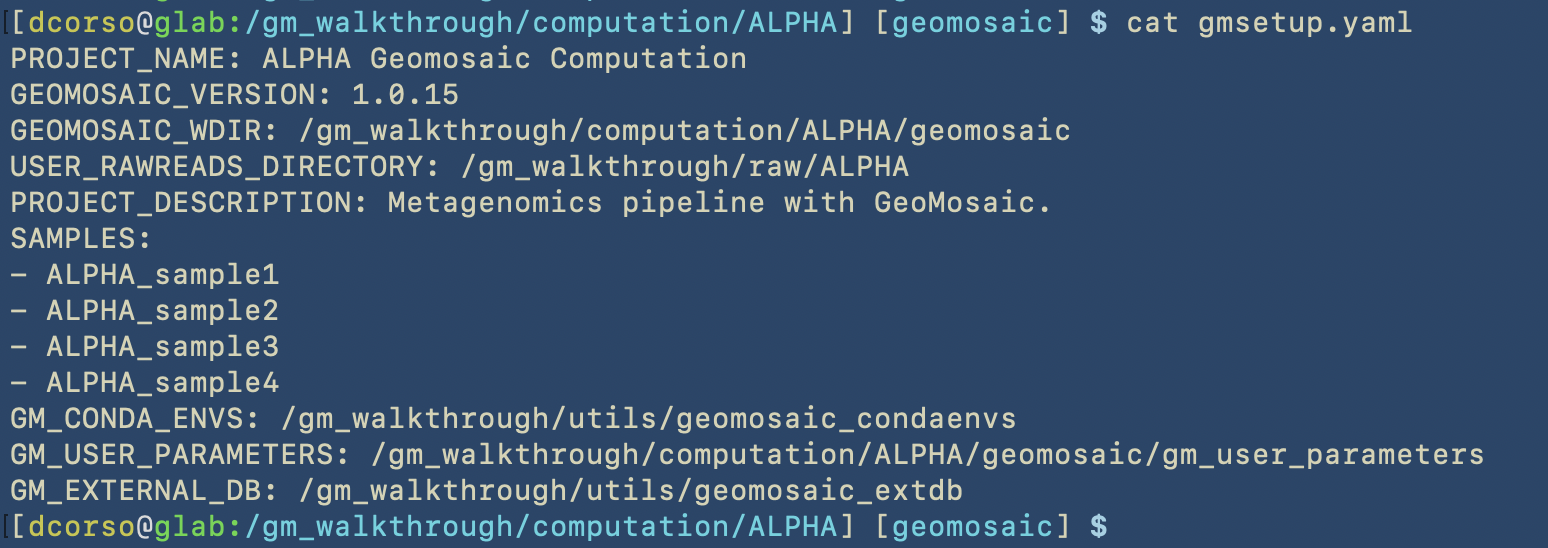 [[dcorso@glab:/gm_walkthrough/computation/ALPHA] [geomosaic] $ cat gmsetup.yaml
PROJECT_NAME: ALPHA Geomosaic Computation
GEOMOSAIC_VERSION: 1.0.15
GEOMOSAIC_WDIR: /gm_walkthrough/computation/ALPHA/geomosaic
USER_RAWREADS_DIRECTORY: /gm_walkthrough/raw/ALPHA
PROJECT_DESCRIPTION: Metagenomics pipeline with GeoMosaic.
SAMPLES:
- ALPHA_sample1
- ALPHA_sample2
- ALPHA_sample3
- ALPHA_sample4
GM_CONDA_ENVS: /gm_walkthrough/utils/geomosaic_condaenvs
GM_USER_PARAMETERS: /gm_walkthrough/computation/ALPHA/geomosaic/gm_user_parameters
GM_EXTERNAL_DB: /gm_walkthrough/utils/geomosaic_extdb
[[dcorso@glab:/gm_walkthrough/computation/ALPHA] [geomosaic] $